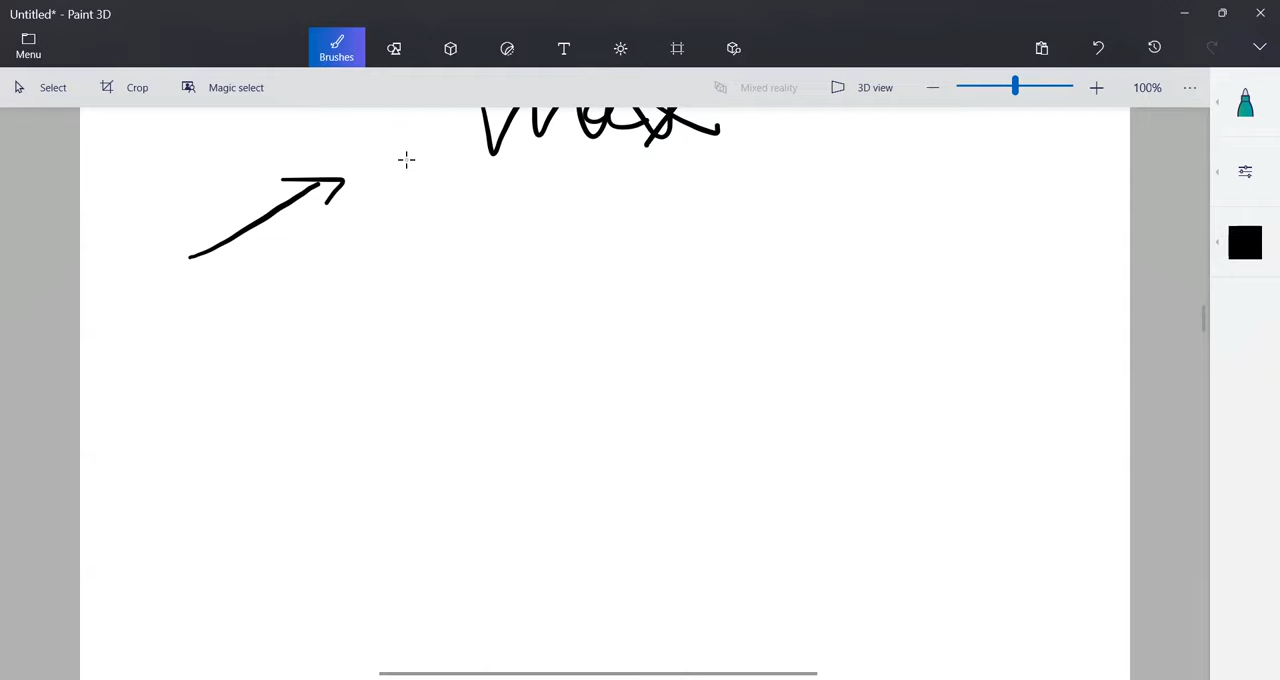 Untitled* - Paint 3D
Menu
Brushes
Select Crop Magic select Mixed reality 3D view 100%